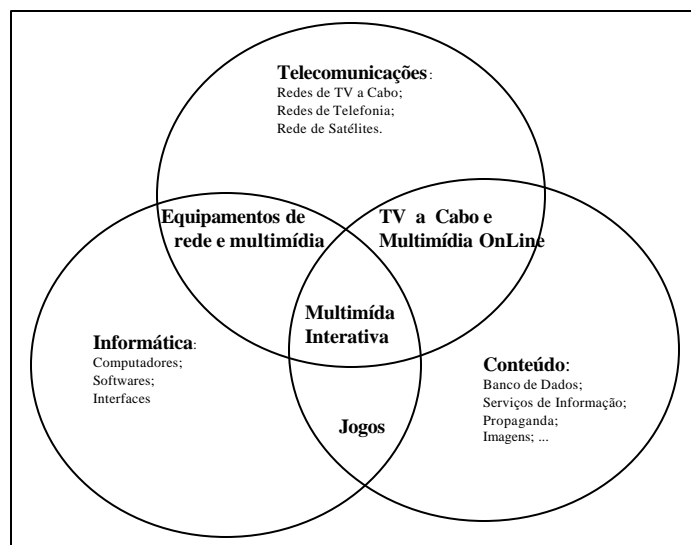 Telecomunicações:
Redes de TV a Cabo;
Redes de Telefonia;
Rede de Satélites.
Equipamentos de
rede e multimídia
TV a Cabo e
Multimídia OnLine
Multimída
Interativa
Informática:
Computadores;
Softwares;
Interfaces
Conteúdo:
Banco de Dados;
Serviços de Informação;
Propaganda;
Imagens; ...
Jogos